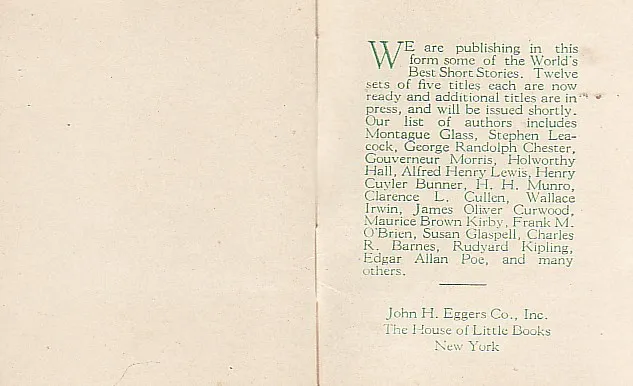 WE are publishing in this
form some of the World's
Best Short Stories. Twelve
sets of five titles each are now
ready and additional titles are in
press, and will be issued shortly.
Our list of authors includes
Montague Glass, Stephen Lea-
cock, George Randolph Chester,
Gouverneur Morris, Holworthy
Hall, Alfred Henry Lewis, Henry
Cuyler Bunner, H. H. Munro,
Clarence L. Cullen, Wallace
Irwin, James Oliver Curwood,
Maurice Brown Kirby, Frank M.
O'Brien, Susan Glaspell, Charles
R. Barnes, Rudyard Kipling,
Edgar Allan Poe, and many
others.
John H. Eggers Co., Inc.
The House of Little Books
New York